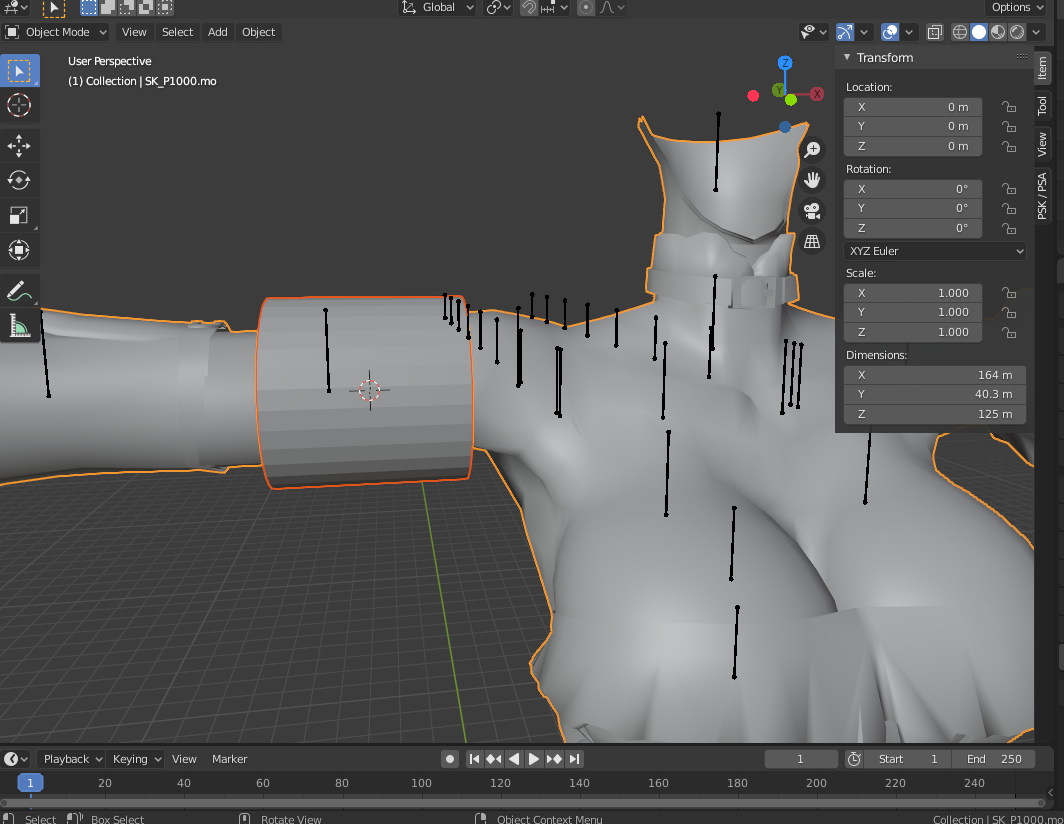 Global
Options
Object Mode View Select Add Object
User Perspective
(1) Collection | SK_P1000.mo
Z
Y
X
Transform
Location:
X 0 m
Y 0 m
Z 0 m
Rotation:
X 0°
Y 0°
Z 0°
XYZ Euler
Scale:
X 1.000
Y 1.000
Z 1.000
Dimensions:
X 164 m
Y 40.3 m
Z 125 m
Item
Tool
View
PSK / PSA
Playback Keying View Marker 1 Start 1 End 250
1 20 40 60 80 100 120 140 160 180 200 220 240
Select Box Select Rotate View Object Context Menu Collection | SK_P1000.mo